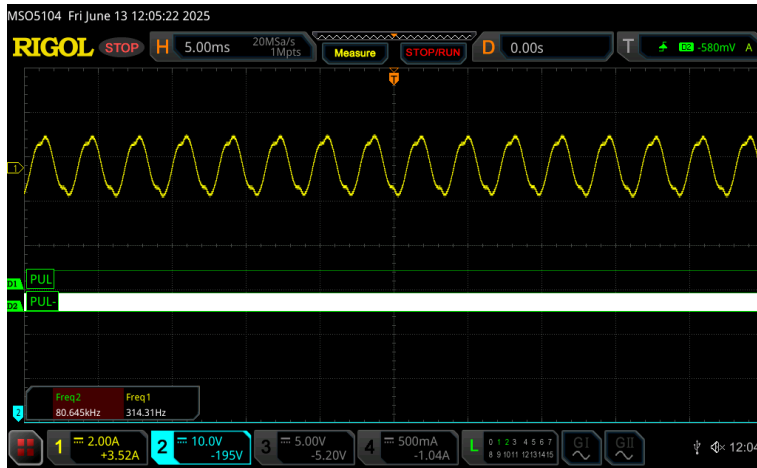 MSO5104 Fri June 13 12:05:22 2025
RIGOL STOP H 5.00ms 20MSa/s 1Mpts Measure STOP/RUN D 0.00s T D2 -580mV A
T
1
D1 PUL
D2 PUL-
Freq2 Freq1
80.645kHz 314.31Hz
2
1 2.00A +3.52A 2 10.0V -195V 3 5.00V -5.20V 4 500mA -1.04A L 0 1 2 3 4 5 6 7 8 9 10 11 12 13 14 15 GI GII 12:04